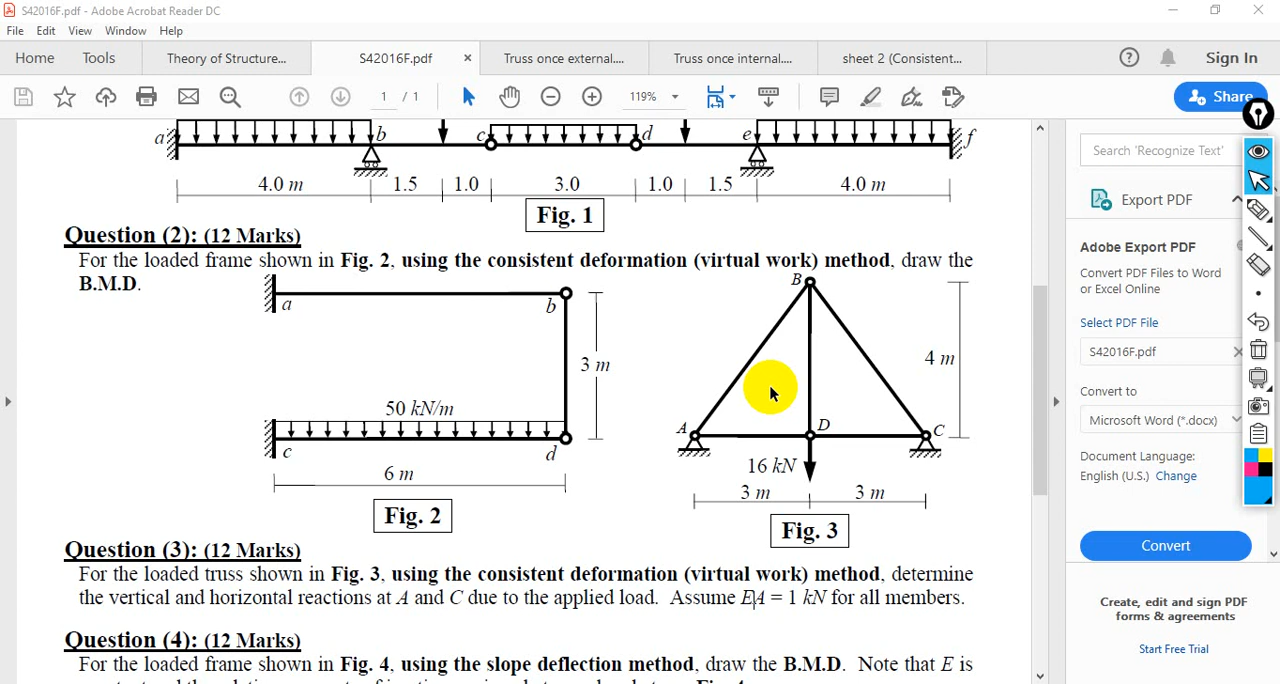 S42016F.pdf - Adobe Acrobat Reader DC
File Edit View Window Help
Home Tools Theory of Structure... S42016F.pdf × Truss once external.... Truss once internal.... sheet 2 (Consistent... Sign In
1 / 1 119% Share
a b c d e f
4.0 m 1.5 1.0 3.0 1.0 1.5 4.0 m
Fig. 1
Question (2): (12 Marks)
For the loaded frame shown in Fig. 2, using the consistent deformation (virtual work) method, draw the
B.M.D.
a b
3 m
50 kN/m
c d
6 m
Fig. 2
B
4 m
A D C
16 kN
3 m 3 m
Fig. 3
Question (3): (12 Marks)
For the loaded truss shown in Fig. 3, using the consistent deformation (virtual work) method, determine
the vertical and horizontal reactions at A and C due to the applied load. Assume EA = 1 kN for all members.
Question (4): (12 Marks)
For the loaded frame shown in Fig. 4, using the slope deflection method, draw the B.M.D. Note that E is
Search 'Recognize Text'
Export PDF
Adobe Export PDF
Convert PDF Files to Word
or Excel Online
Select PDF File
S42016F.pdf
Convert to
Microsoft Word (*.docx)
Document Language:
English (U.S.) Change
Convert
Create, edit and sign PDF
forms & agreements
Start Free Trial